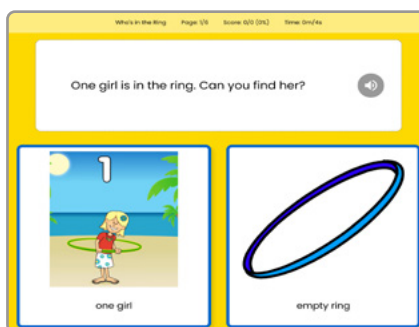 Who's in the Ring Page: 1/6 Score: 0/0 (0%) Time: 0m/4s
One girl is in the ring. Can you find her?
1
one girl
empty ring